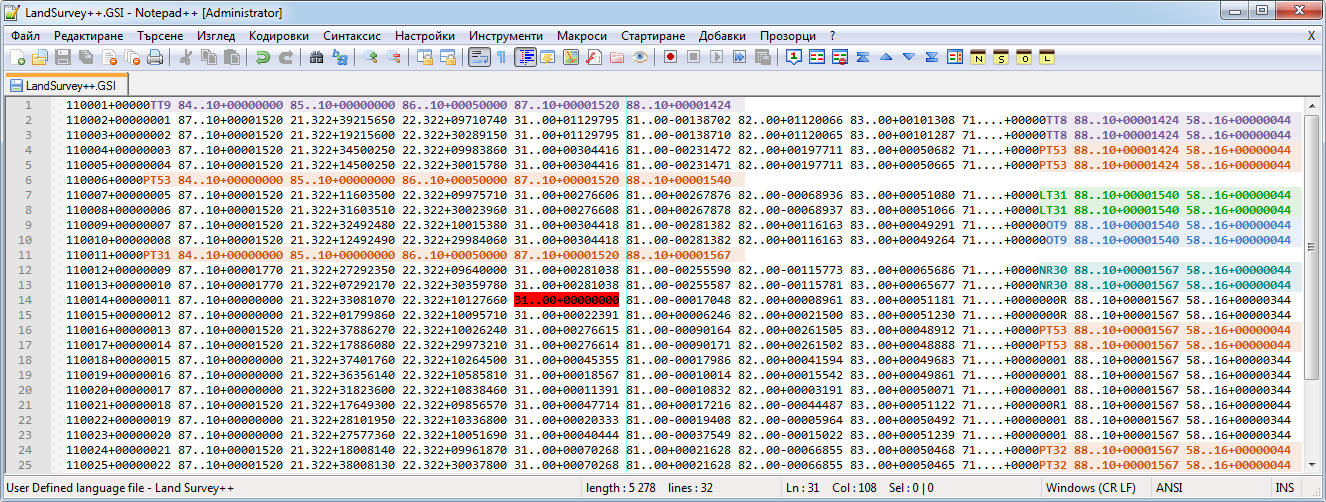 LandSurvey++.GSI - Notepad++ [Administrator]
Файл Редактиране Търсене Изглед Кодировки Синтаксис Настройки Инструменти Макроси Стартиране Добавки Прозорци ? X
1 N S O L
LandSurvey++.GSI
1 110001+00000TT9 84..10+00000000 85..10+00000000 86..10+00050000 87..10+00001520 88..10+00001424
2 110002+00000001 87..10+00001520 21.322+39215650 22.322+09710740 31..00+01129795 81..00-00138702 82..00+01120066 83..00+00101308 71....+00000TT8 88..10+00001424 58..16+00000044
3 110003+00000002 87..10+00001520 21.322+19215600 22.322+30289150 31..00+01129795 81..00-00138710 82..00+01120065 83..00+00101287 71....+00000TT8 88..10+00001424 58..16+00000044
4 110004+00000003 87..10+00001520 21.322+34500250 22.322+09983860 31..00+00304416 81..00-00231472 82..00+00197711 83..00+00050682 71....+0000PT53 88..10+00001424 58..16+00000044
5 110005+00000004 87..10+00001520 21.322+14500250 22.322+30015780 31..00+00304416 81..00-00231471 82..00+00197711 83..00+00050665 71....+0000PT53 88..10+00001424 58..16+00000044
6 110006+0000PT53 84..10+00000000 85..10+00000000 86..10+00050000 87..10+00001520 88..10+00001540
7 110007+00000005 87..10+00001520 21.322+11603500 22.322+09975710 31..00+00276606 81..00+00267876 82..00-00068936 83..00+00051080 71....+0000LT31 88..10+00001540 58..16+00000044
8 110008+00000006 87..10+00001520 21.322+31603510 22.322+30023960 31..00+00276608 81..00+00267878 82..00-00068937 83..00+00051066 71....+0000LT31 88..10+00001540 58..16+00000044
9 110009+00000007 87..10+00001520 21.322+32492480 22.322+10015380 31..00+00304418 81..00-00281382 82..00+00116163 83..00+00049291 71....+00000OT9 88..10+00001540 58..16+00000044
10 110010+00000008 87..10+00001520 21.322+12492490 22.322+29984060 31..00+00304418 81..00-00281382 82..00+00116163 83..00+00049264 71....+00000OT9 88..10+00001540 58..16+00000044
11 110011+0000PT31 84..10+00000000 85..10+00000000 86..10+00050000 87..10+00001520 88..10+00001567
12 110012+00000009 87..10+00001770 21.322+27292350 22.322+09640000 31..00+00281038 81..00-00255590 82..00-00115773 83..00+00065686 71....+0000NR30 88..10+00001567 58..16+00000044
13 110013+00000010 87..10+00001770 21.322+07292170 22.322+30359780 31..00+00281038 81..00-00255587 82..00-00115781 83..00+00065677 71....+0000NR30 88..10+00001567 58..16+00000044
14 110014+00000011 87..10+00000000 21.322+33081070 22.322+10127660 31..00+00000000 81..00-00017048 82..00+00008961 83..00+00051181 71....+0000000R 88..10+00001567 58..16+00000344
15 110015+00000012 87..10+00000000 21.322+01799860 22.322+10095710 31..00+00022391 81..00+00006246 82..00+00021500 83..00+00051230 71....+0000000R 88..10+00001567 58..16+00000344
16 110016+00000013 87..10+00001520 21.322+37886270 22.322+10026240 31..00+00276615 81..00-00090164 82..00+00261505 83..00+00048912 71....+0000PT53 88..10+00001567 58..16+00000044
17 110017+00000014 87..10+00001520 21.322+17886080 22.322+29973210 31..00+00276614 81..00-00090171 82..00+00261502 83..00+00048888 71....+0000PT53 88..10+00001567 58..16+00000044
18 110018+00000015 87..10+00000000 21.322+37401760 22.322+10264500 31..00+00045355 81..00-00017986 82..00+00041594 83..00+00049683 71....+00000001 88..10+00001567 58..16+00000344
19 110019+00000016 87..10+00000000 21.322+36356140 22.322+10585810 31..00+00018567 81..00-00010014 82..00+00015542 83..00+00049861 71....+00000001 88..10+00001567 58..16+00000344
20 110020+00000017 87..10+00000000 21.322+31823600 22.322+10838460 31..00+00011391 81..00-00010832 82..00+00003191 83..00+00050071 71....+00000001 88..10+00001567 58..16+00000344
21 110021+00000018 87..10+00001520 21.322+17649300 22.322+09856570 31..00+00047714 81..00+00017216 82..00-00044487 83..00+00051122 71....+000000R1 88..10+00001567 58..16+00000344
22 110022+00000019 87..10+00000000 21.322+28101950 22.322+10336800 31..00+00020333 81..00-00019408 82..00-00005964 83..00+00050492 71....+00000001 88..10+00001567 58..16+00000344
23 110023+00000020 87..10+00000000 21.322+27577360 22.322+10051690 31..00+00040444 81..00-00037549 82..00-00015022 83..00+00051239 71....+00000001 88..10+00001567 58..16+00000344
24 110024+00000021 87..10+00001520 21.322+18008140 22.322+09961870 31..00+00070268 81..00+00021628 82..00-00066855 83..00+00050468 71....+0000PT32 88..10+00001567 58..16+00000044
25 110025+00000022 87..10+00001520 21.322+38008130 22.322+30037800 31..00+00070268 81..00+00021628 82..00-00066855 83..00+00050465 71....+0000PT32 88..10+00001567 58..16+00000044
User Defined language file - Land Survey++ length : 5 278 lines : 32 Ln : 31 Col : 108 Sel : 0 | 0 Windows (CR LF) ANSI INS